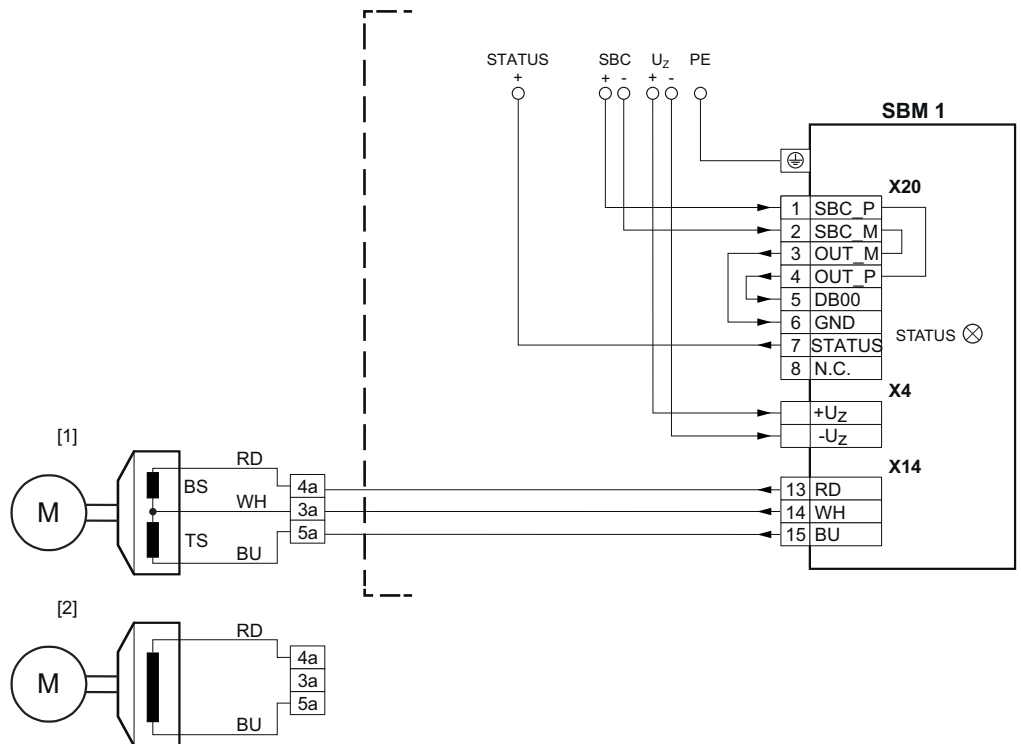 STATUS SBC UZ PE
+ + - + -
SBM 1
X20
1 SBC_P
2 SBC_M
3 OUT_M
4 OUT_P
5 DB00
6 GND
7 STATUS
8 N.C.
STATUS
X4
+UZ
-UZ
X14
13 RD
14 WH
15 BU
[1]
M
BS
TS
RD
WH
BU
4a
3a
5a
[2]
M
RD
BU
4a
3a
5a